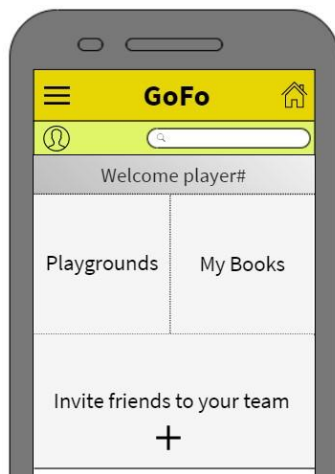 GoFo
Welcome player#
Playgrounds
My Books
Invite friends to your team
+